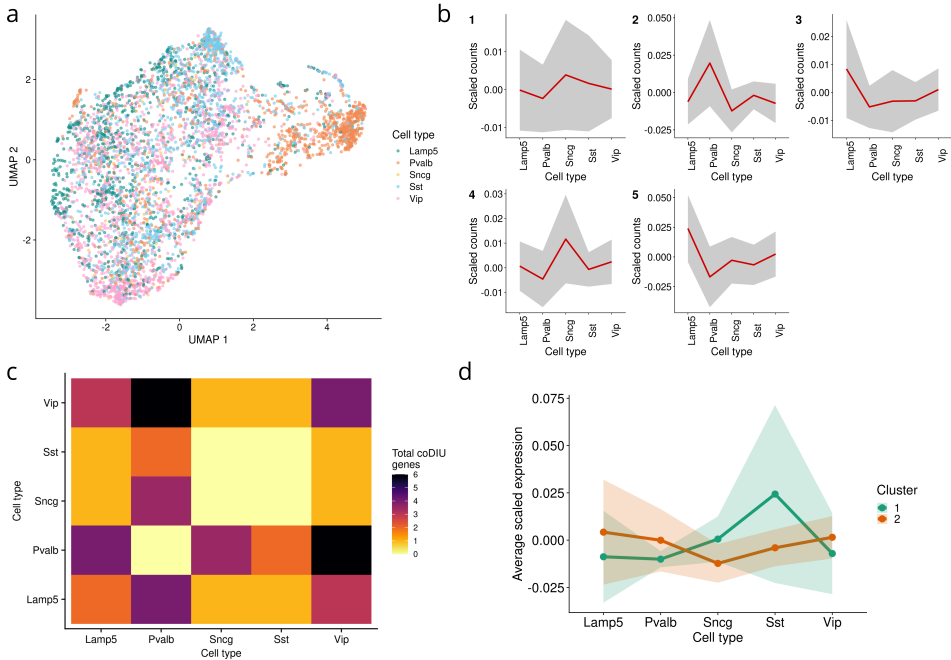 a
UMAP 2
2
0
-2
-2
0
2
4
UMAP 1
Cell type
Lamp5
Pvalb
Sncg
Sst
Vip
b
1
Scaled counts
0.01
0.00
-0.01
Lamp5
Pvalb
Sncg
Sst
Vip
Cell type
2
Scaled counts
0.050
0.025
0.000
-0.025
Lamp5
Pvalb
Sncg
Sst
Vip
Cell type
3
Scaled counts
0.02
0.01
0.00
-0.01
Lamp5
Pvalb
Sncg
Sst
Vip
Cell type
4
Scaled counts
0.03
0.02
0.01
0.00
-0.01
Lamp5
Pvalb
Sncg
Sst
Vip
Cell type
5
Scaled counts
0.050
0.025
0.000
-0.025
Lamp5
Pvalb
Sncg
Sst
Vip
Cell type
c
Cell type
Vip
Sst
Sncg
Pvalb
Lamp5
Lamp5
Pvalb
Sncg
Sst
Vip
Cell type
Total coDIU
genes
6
5
4
3
2
1
0
d
Average scaled expression
0.075
0.050
0.025
0.000
-0.025
Lamp5
Pvalb
Sncg
Sst
Vip
Cell type
Cluster
1
2